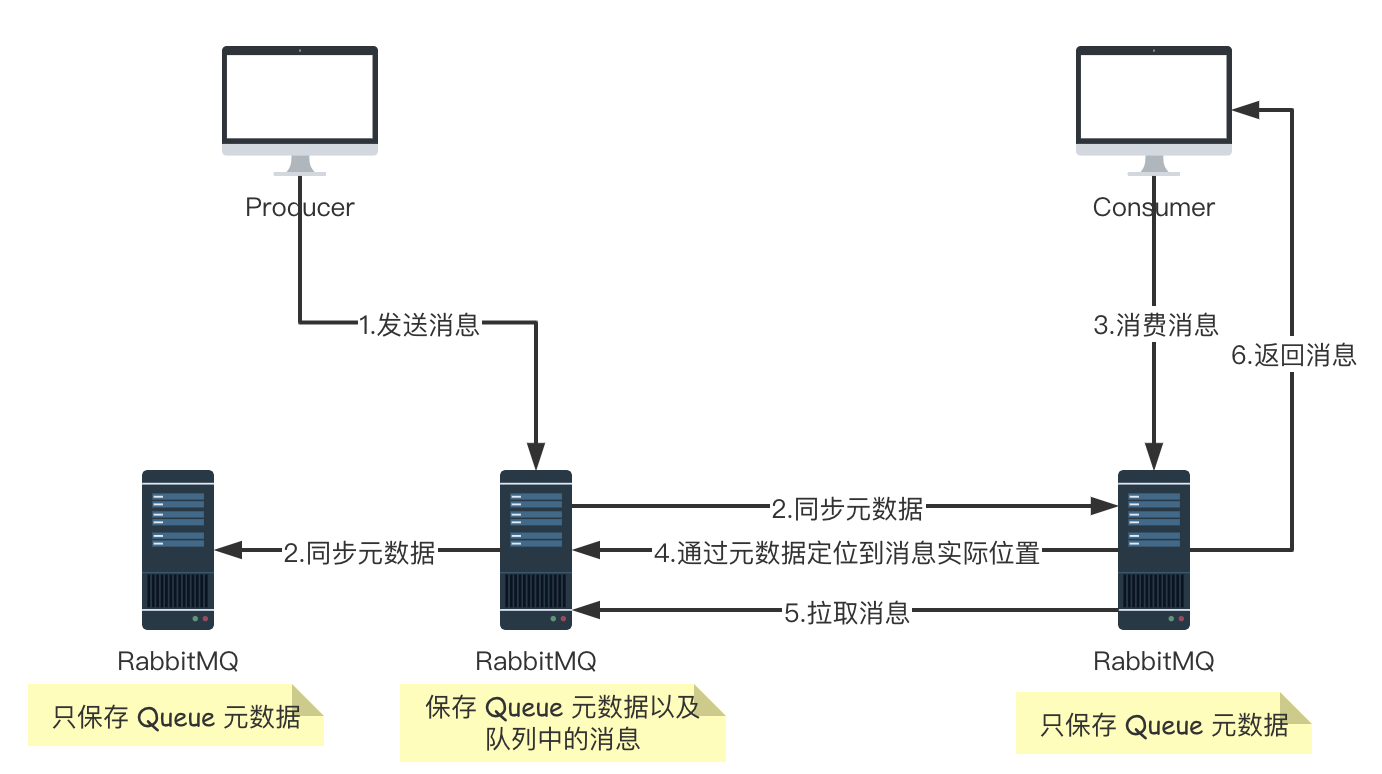 Producer
Consumer
1.发送消息
3.消费消息
6.返回消息
2.同步元数据
2.同步元数据
4.通过元数据定位到消息实际位置
5.拉取消息
RabbitMQ
RabbitMQ
RabbitMQ
只保存 Queue 元数据
保存 Queue 元数据以及
队列中的消息
只保存 Queue 元数据